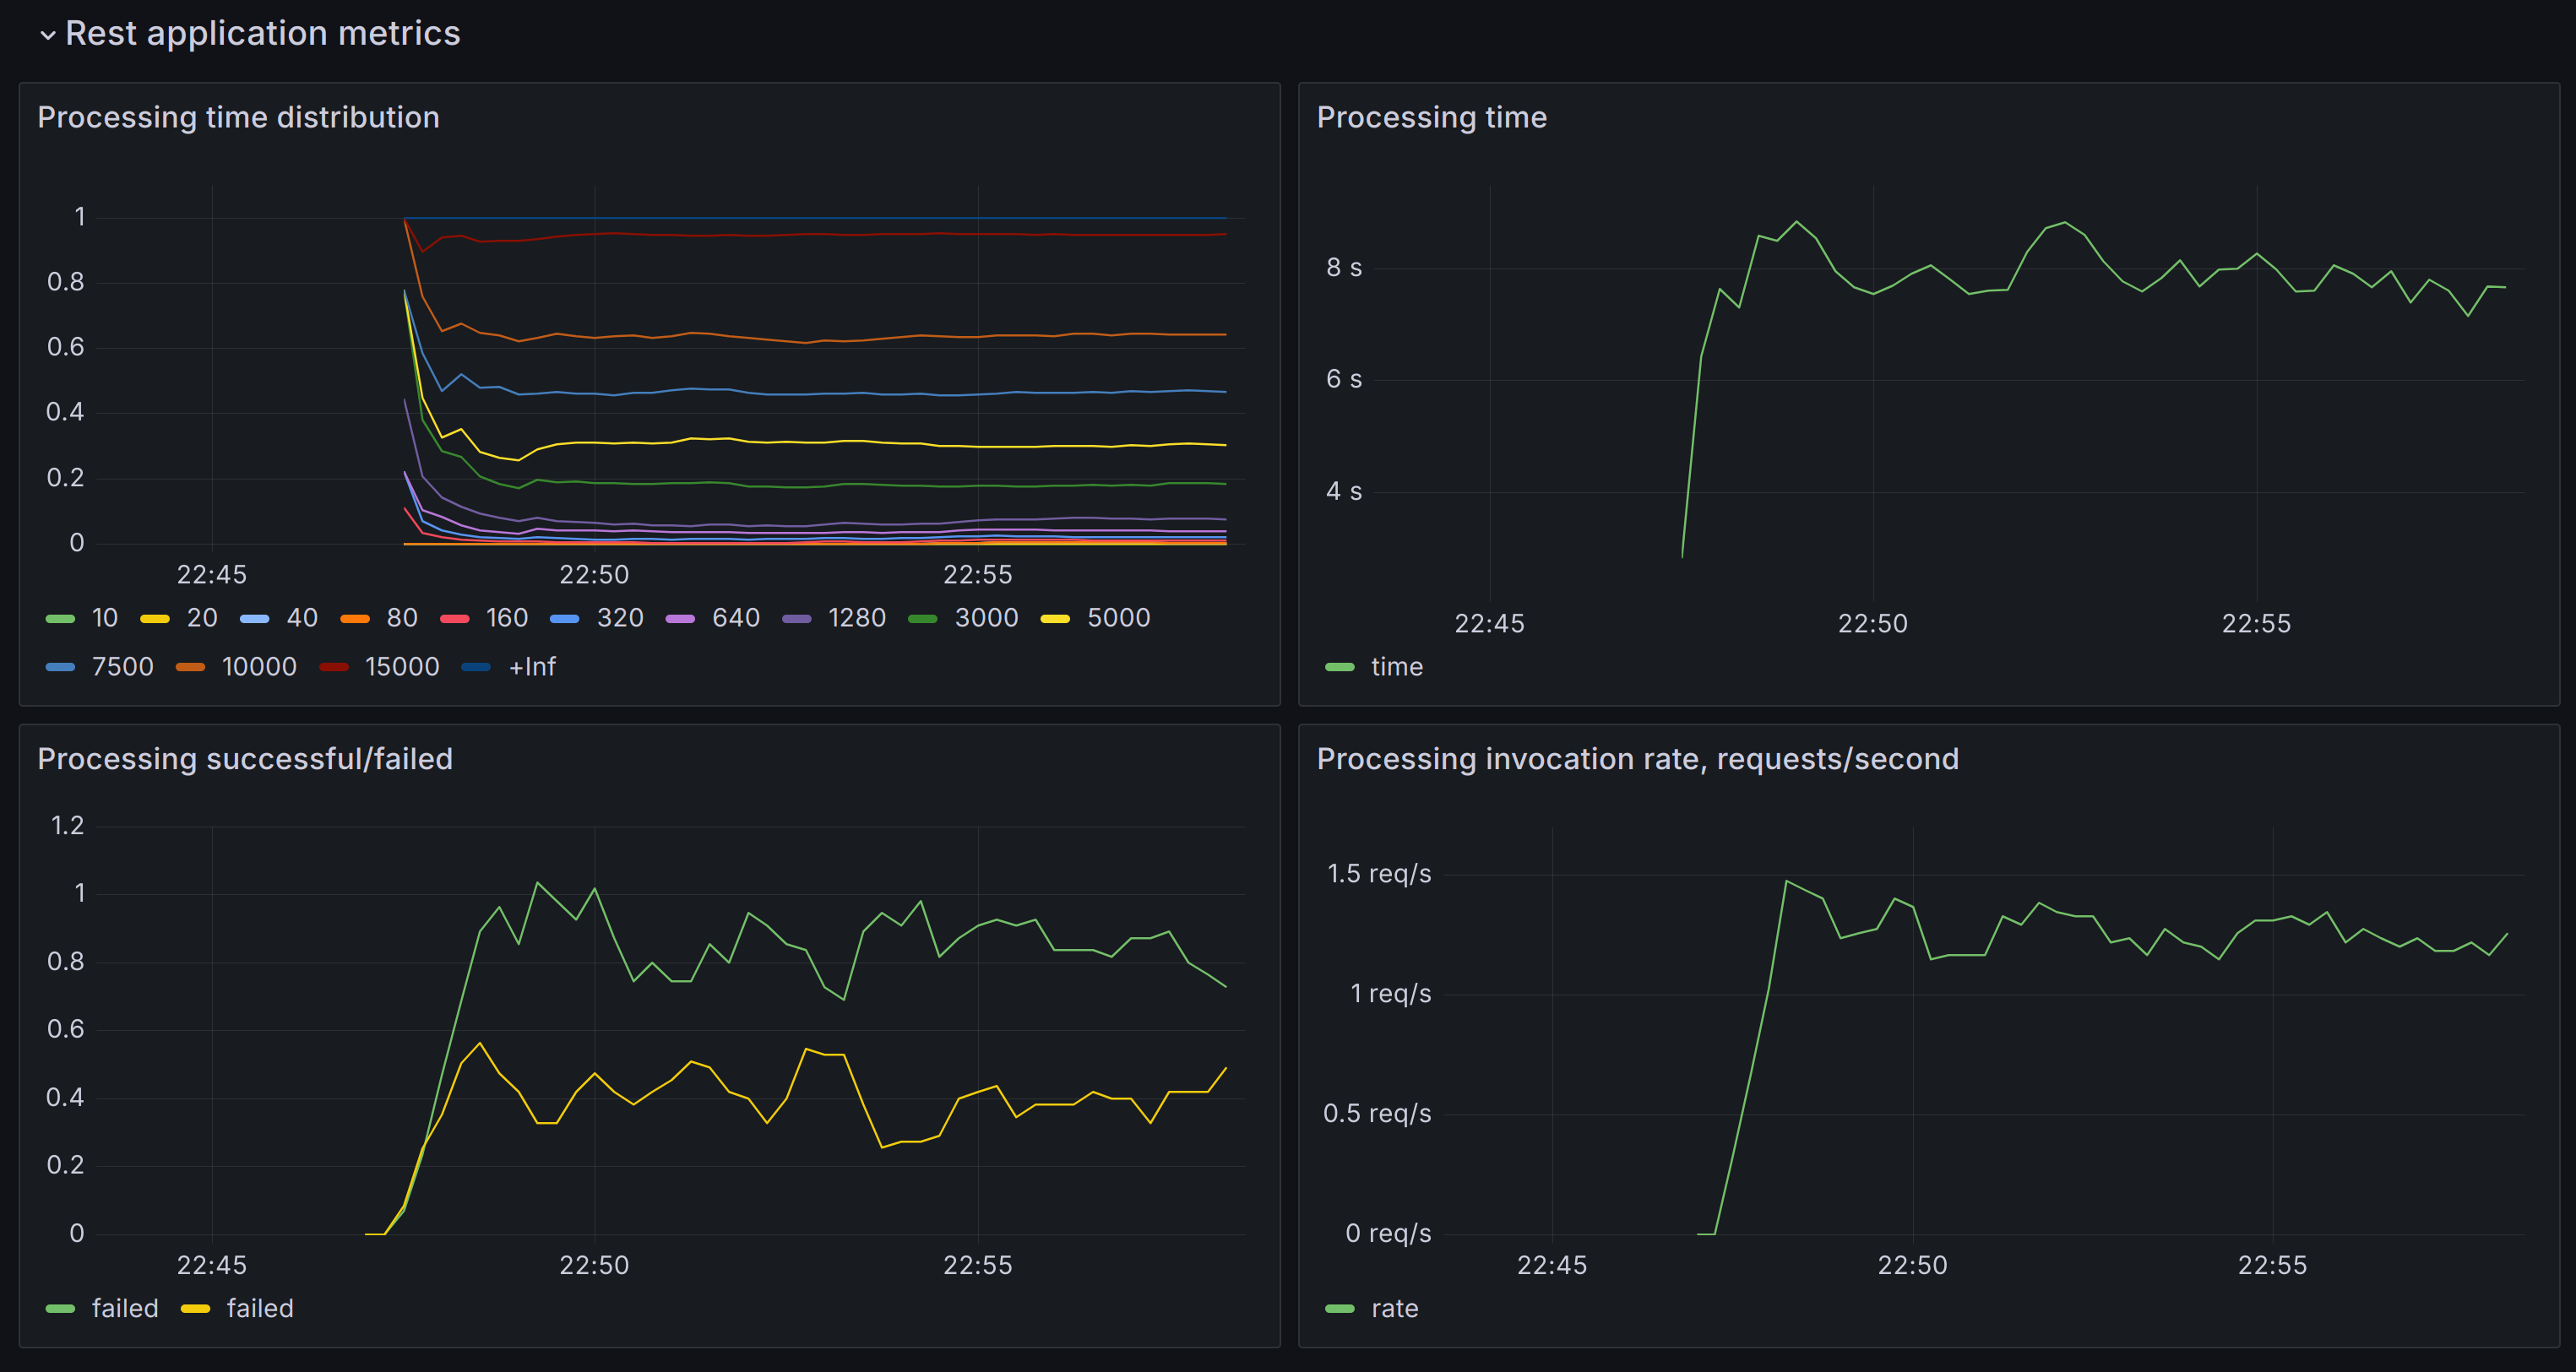 Rest application metrics
Processing time distribution
1
0.8
0.6
0.4
0.2
0
22:45 22:50 22:55
10 20 40 80 160 320 640 1280 3000 5000
7500 10000 15000 +Inf
Processing time
8 s
6 s
4 s
22:45 22:50 22:55
time
Processing successful/failed
1.2
1
0.8
0.6
0.4
0.2
0
22:45 22:50 22:55
failed failed
Processing invocation rate, requests/second
1.5 req/s
1 req/s
0.5 req/s
0 req/s
22:45 22:50 22:55
rate